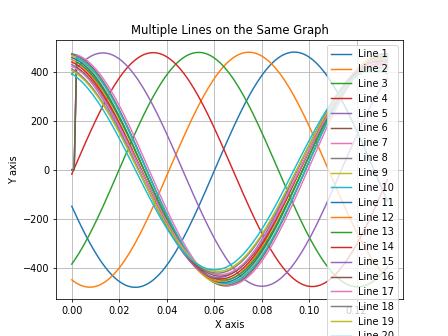 Multiple Lines on the Same Graph
Y axis
400
200
0
−200
−400
0.00
0.02
0.04
0.06
0.08
0.10
X axis
Line 1
Line 2
Line 3
Line 4
Line 5
Line 6
Line 7
Line 8
Line 9
Line 10
Line 11
Line 12
Line 13
Line 14
Line 15
Line 16
Line 17
Line 18
Line 19
Line 20